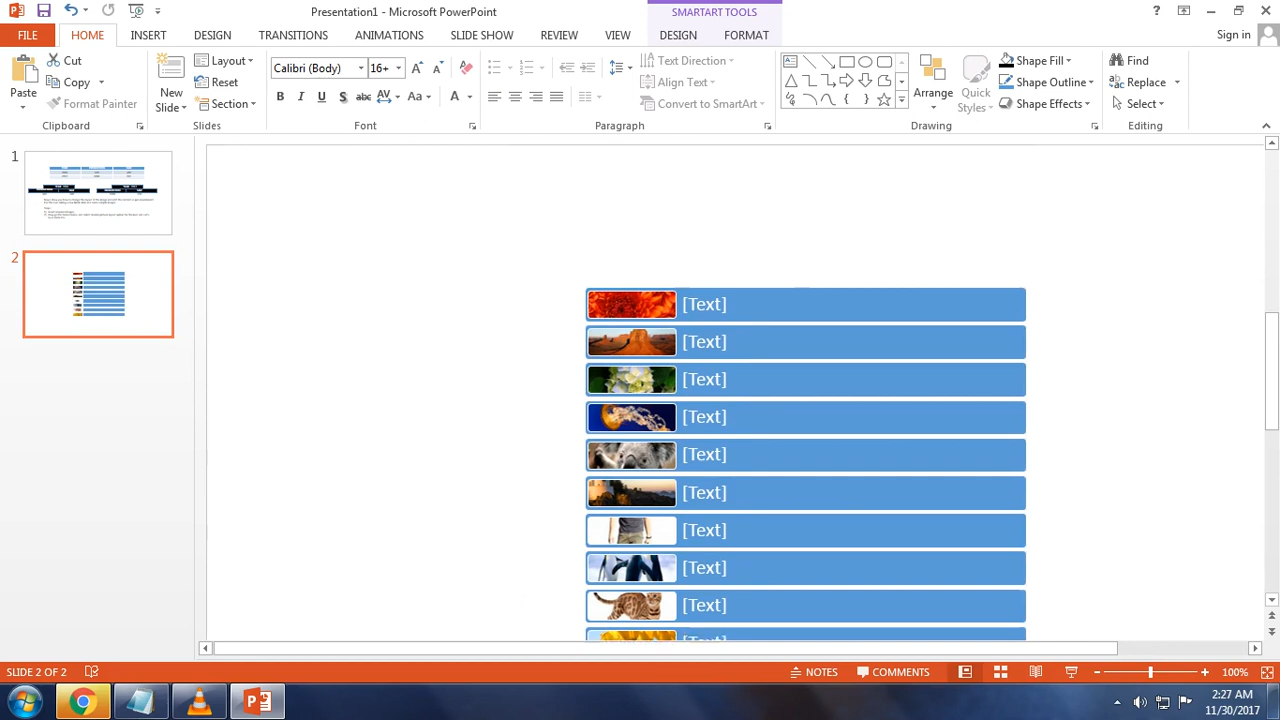 Presentation1 - Microsoft PowerPoint
SMARTART TOOLS
?
Sign in
FILE
HOME
INSERT
DESIGN
TRANSITIONS
ANIMATIONS
SLIDE SHOW
REVIEW
VIEW
DESIGN
FORMAT
Paste
Cut
Copy
Format Painter
Clipboard
New
Slide
Layout
Reset
Section
Slides
Calibri (Body)
16+
B I U S abc AV Aa A
Font
Text Direction
Align Text
Convert to SmartArt
Paragraph
Arrange
Quick
Styles
Shape Fill
Shape Outline
Shape Effects
Drawing
Find
Replace
Select
Editing
1
2
[Text]
[Text]
[Text]
[Text]
[Text]
[Text]
[Text]
[Text]
[Text]
[Text]
SLIDE 2 OF 2
NOTES
COMMENTS
100%
2:27 AM
11/30/2017